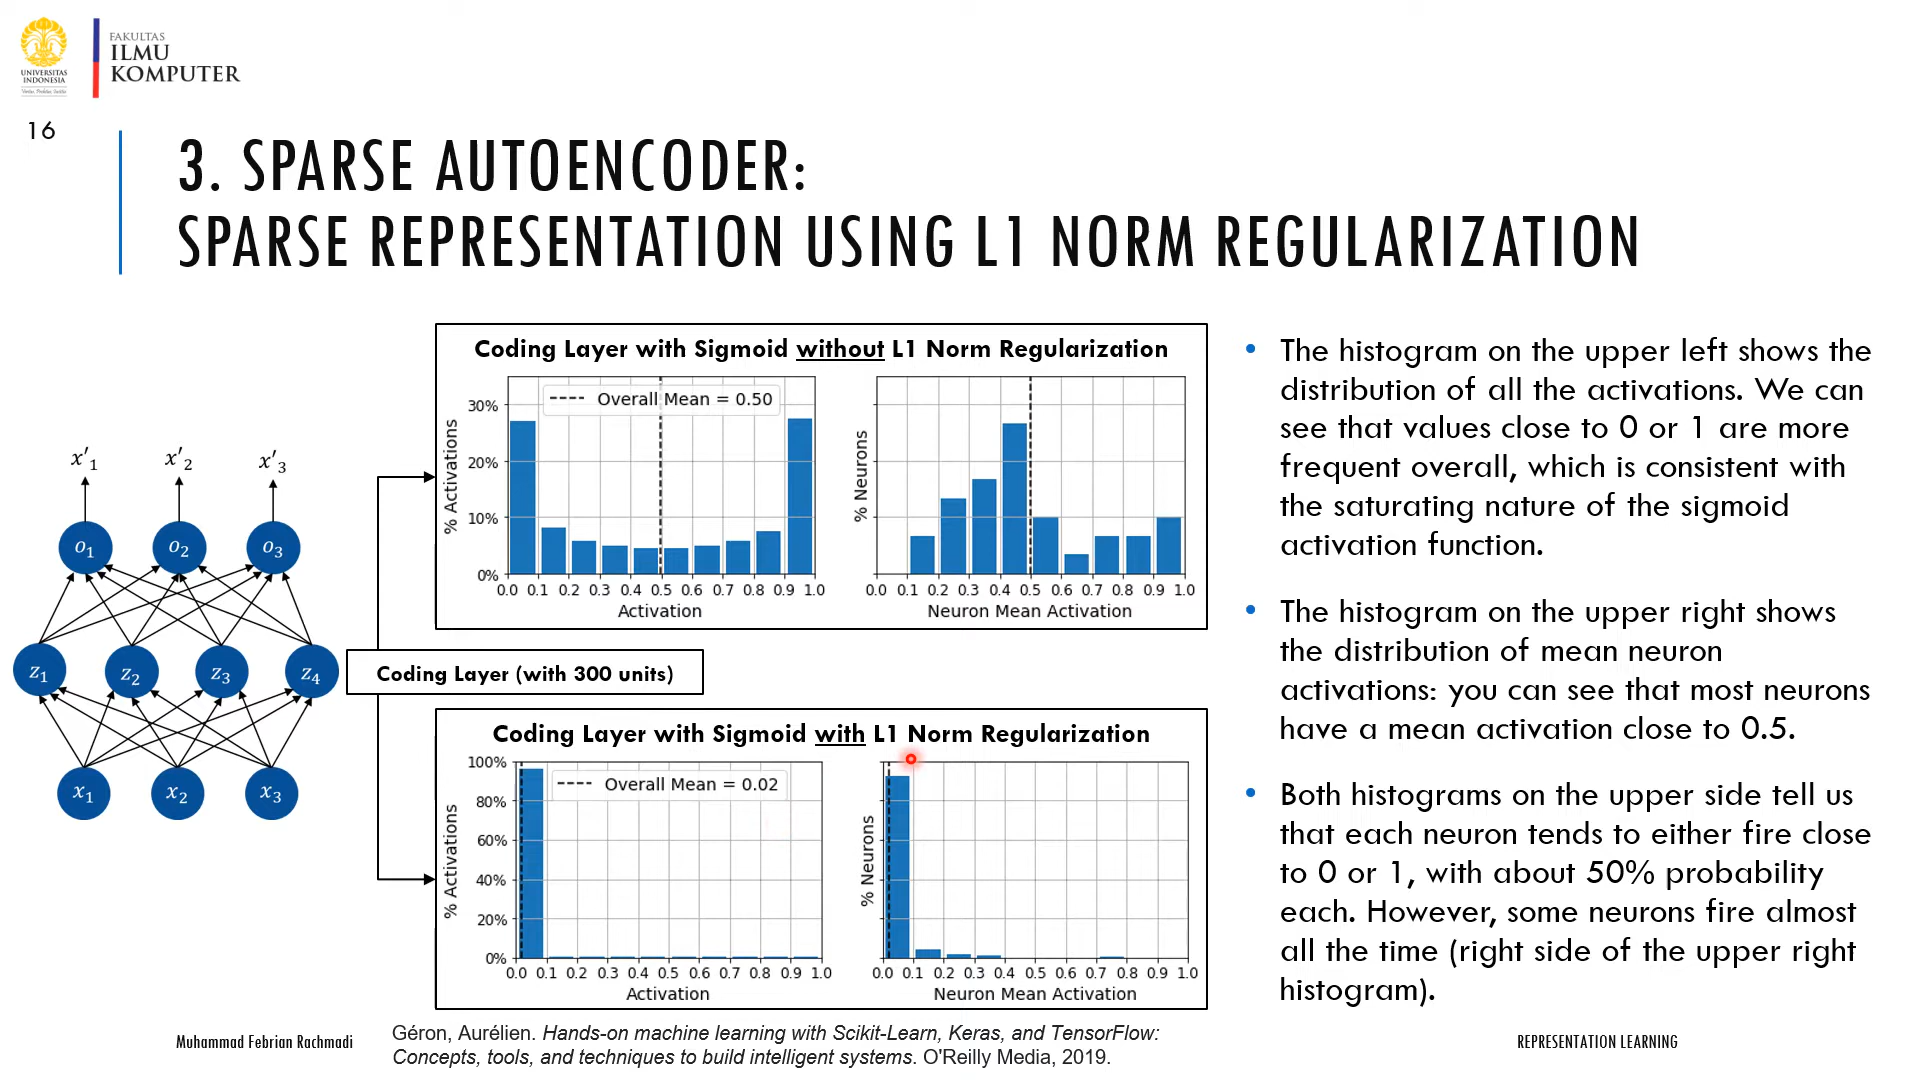 UNIVERSITAS
INDONESIA
FAKULTAS
ILMU
KOMPUTER
16
3. SPARSE AUTOENCODER:
SPARSE REPRESENTATION USING L1 NORM REGULARIZATION
x′1 x′2 x′3
o1 o2 o3
z1 z2 z3 z4
x1 x2 x3
Coding Layer with Sigmoid without L1 Norm Regularization
Overall Mean = 0.50
% Activations
30%
20%
10%
0%
0.0 0.1 0.2 0.3 0.4 0.5 0.6 0.7 0.8 0.9 1.0
Activation
% Neurons
0.0 0.1 0.2 0.3 0.4 0.5 0.6 0.7 0.8 0.9 1.0
Neuron Mean Activation
Coding Layer (with 300 units)
Coding Layer with Sigmoid with L1 Norm Regularization
Overall Mean = 0.02
% Activations
100%
80%
60%
40%
20%
0%
0.0 0.1 0.2 0.3 0.4 0.5 0.6 0.7 0.8 0.9 1.0
Activation
% Neurons
0.0 0.1 0.2 0.3 0.4 0.5 0.6 0.7 0.8 0.9 1.0
Neuron Mean Activation
• The histogram on the upper left shows the
distribution of all the activations. We can
see that values close to 0 or 1 are more
frequent overall, which is consistent with
the saturating nature of the sigmoid
activation function.
• The histogram on the upper right shows
the distribution of mean neuron
activations: you can see that most neurons
have a mean activation close to 0.5.
• Both histograms on the upper side tell us
that each neuron tends to either fire close
to 0 or 1, with about 50% probability
each. However, some neurons fire almost
all the time (right side of the upper right
histogram).
Muhammad Febrian Rachmadi
Géron, Aurélien. Hands-on machine learning with Scikit-Learn, Keras, and TensorFlow:
Concepts, tools, and techniques to build intelligent systems. O'Reilly Media, 2019.
REPRESENTATION LEARNING